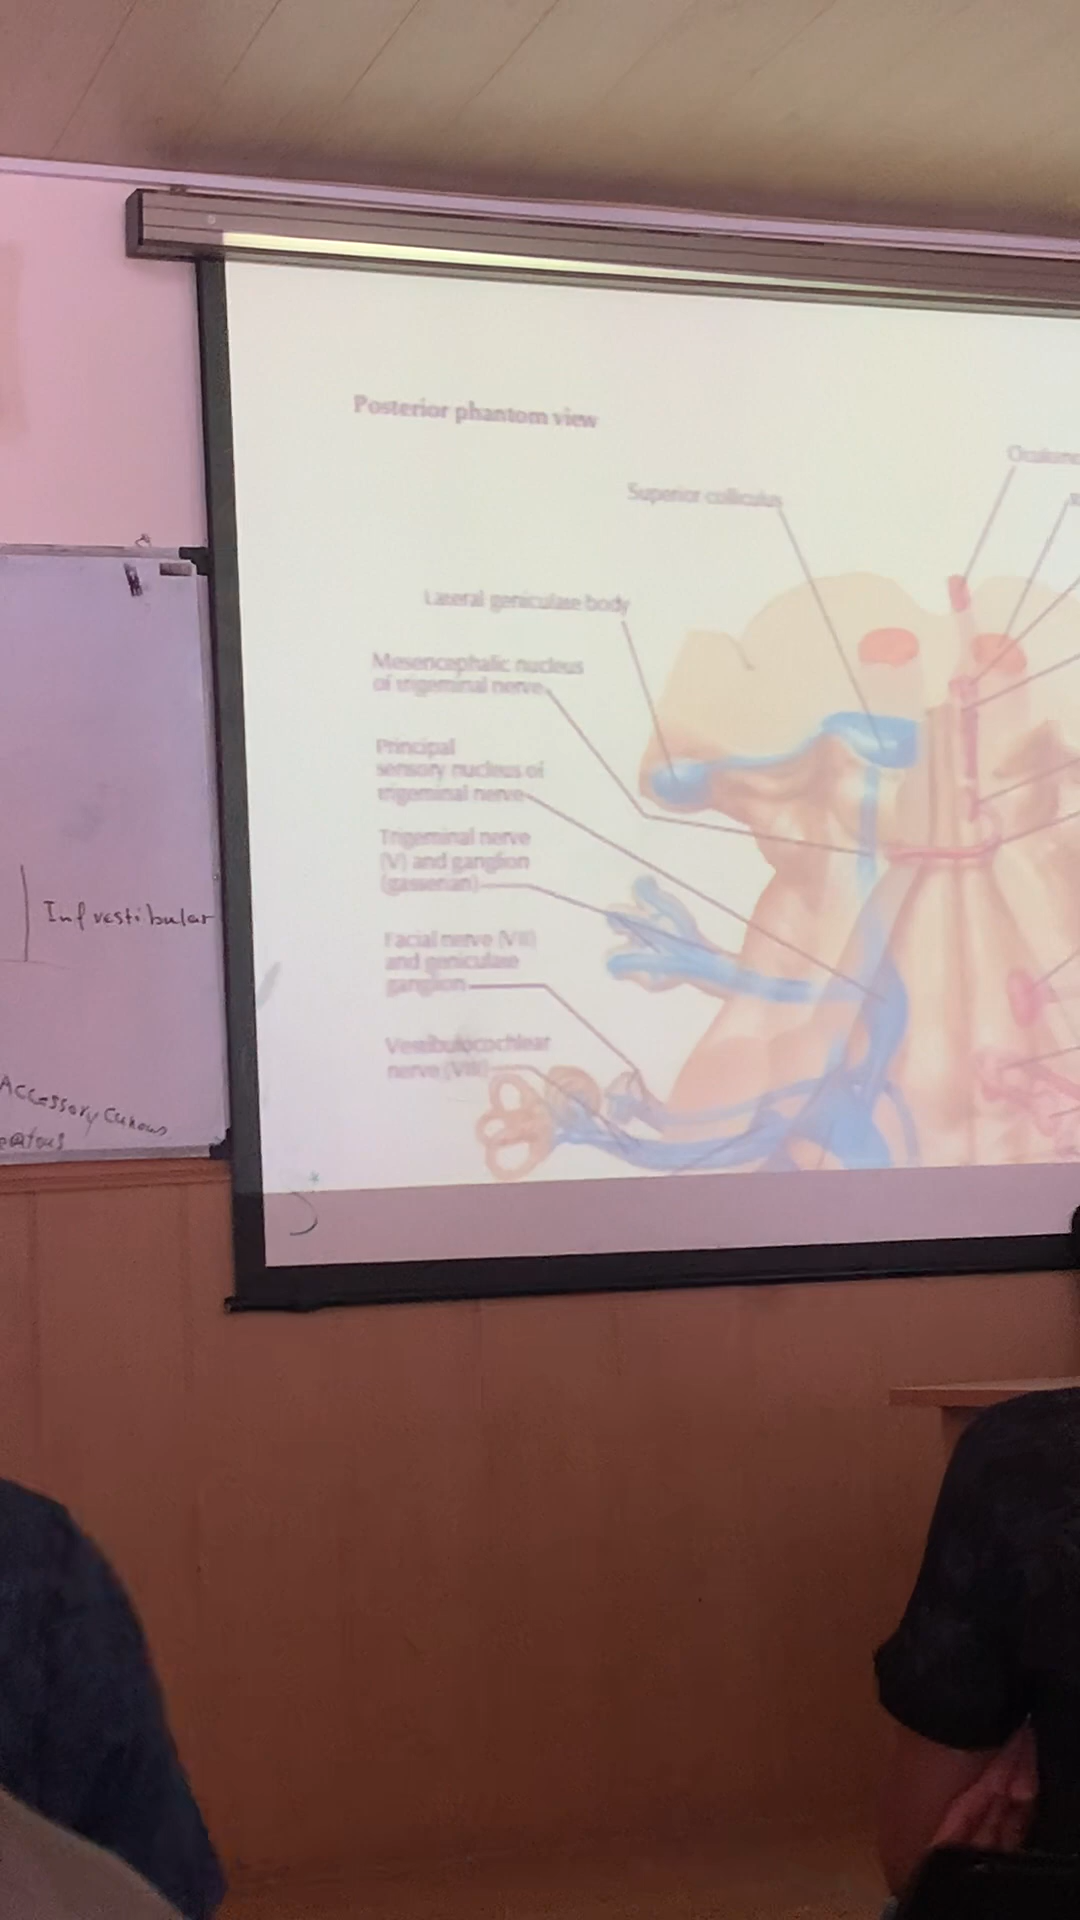 Posterior phantom view
Superior colliculus
Lateral geniculate body
Mesencephalic nucleus
of trigeminal nerve
Principal
sensory nucleus of
trigeminal nerve
Trigeminal nerve
(V) and ganglion
(gasserian)
Facial nerve (VII)
and geniculate
ganglion
Vestibulocochlear
nerve (VIII)
Inf vestibular
Accessory